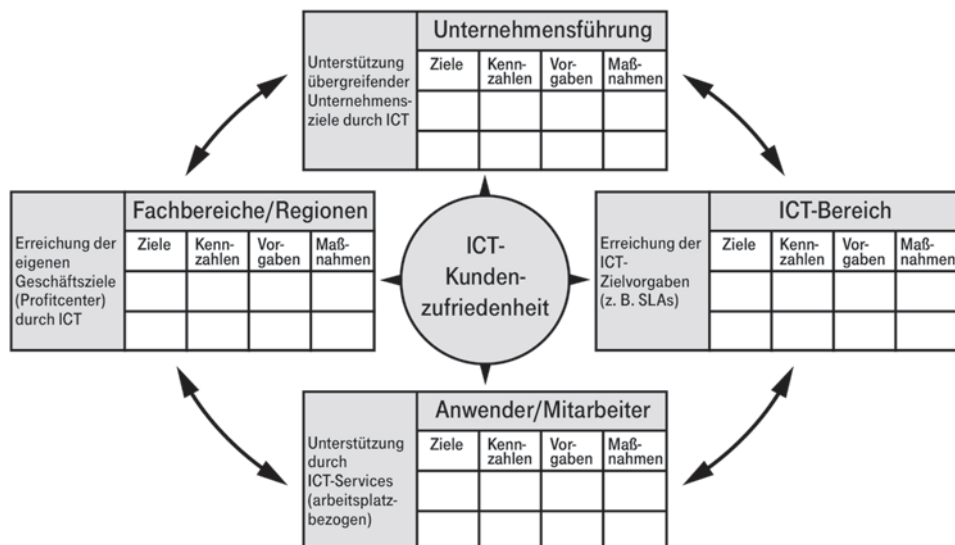 Unternehmensführung
Unterstützung
übergreifender
Unternehmens-
ziele durch ICT
Ziele
Kenn-
zahlen
Vor-
gaben
Maß-
nahmen
Fachbereiche/Regionen
Erreichung der
eigenen
Geschäftsziele
(Profitcenter)
durch ICT
Ziele
Kenn-
zahlen
Vor-
gaben
Maß-
nahmen
ICT-
Kunden-
zufriedenheit
ICT-Bereich
Erreichung der
ICT-
Zielvorgaben
(z. B. SLAs)
Ziele
Kenn-
zahlen
Vor-
gaben
Maß-
nahmen
Anwender/Mitarbeiter
Unterstützung
durch
ICT-Services
(arbeitsplatz-
bezogen)
Ziele
Kenn-
zahlen
Vor-
gaben
Maß-
nahmen